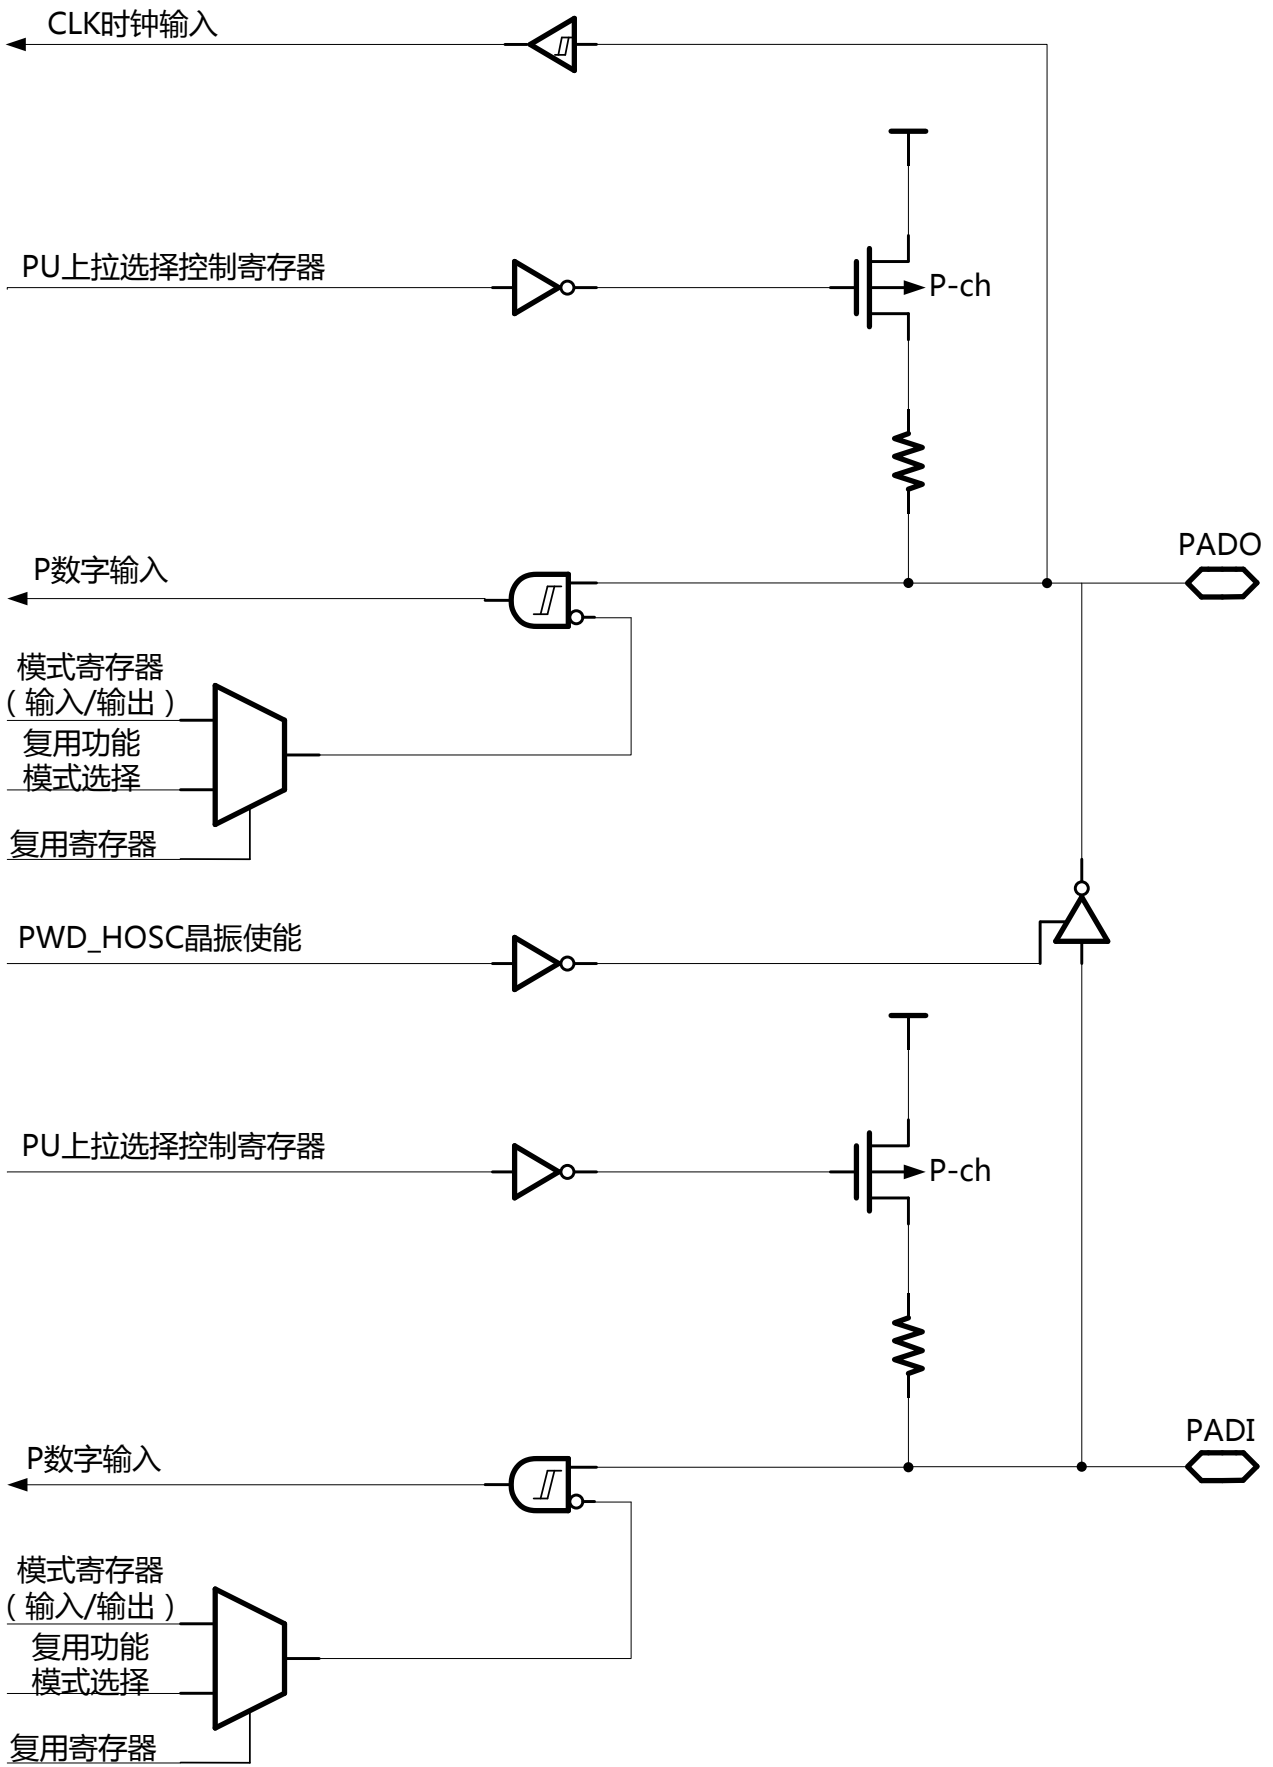 CLK时钟输入
PU上拉选择控制寄存器
P-ch
PADO
P数字输入
模式寄存器
（输入/输出）
复用功能
模式选择
复用寄存器
PWD_HOSC晶振使能
PU上拉选择控制寄存器
P-ch
PADI
P数字输入
模式寄存器
（输入/输出）
复用功能
模式选择
复用寄存器